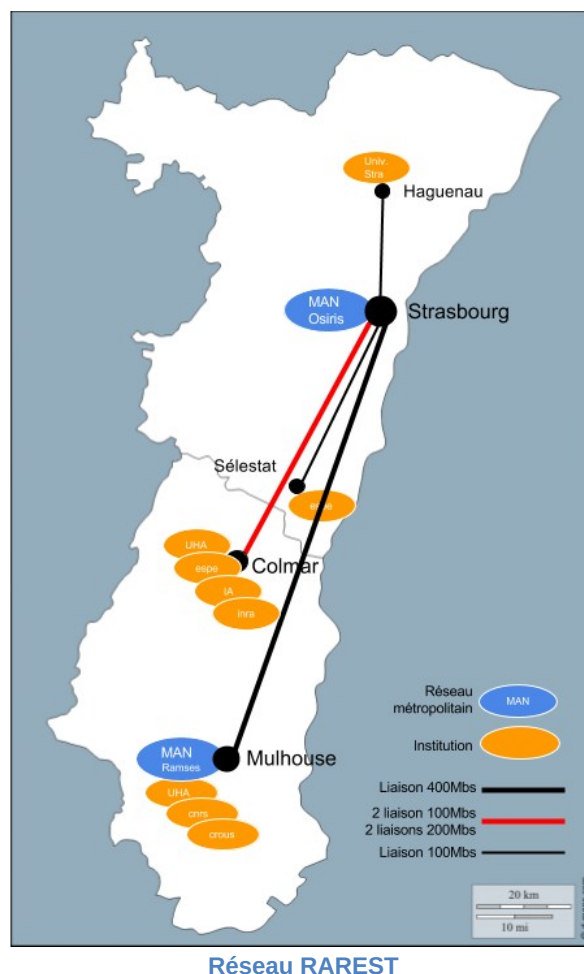 Univ.
Stra
Haguenau
MAN
Osiris
Strasbourg
Sélestat
espe
UHA
espe
Colmar
IA
inra
MAN
Ramses
Mulhouse
UHA
cnrs
crous
Réseau
métropolitain
MAN
Institution
Liaison 400Mbs
2 liaison 100Mbs
2 liaisons 200Mbs
Liaison 100Mbs
20 km
10 mi
Réseau RAREST